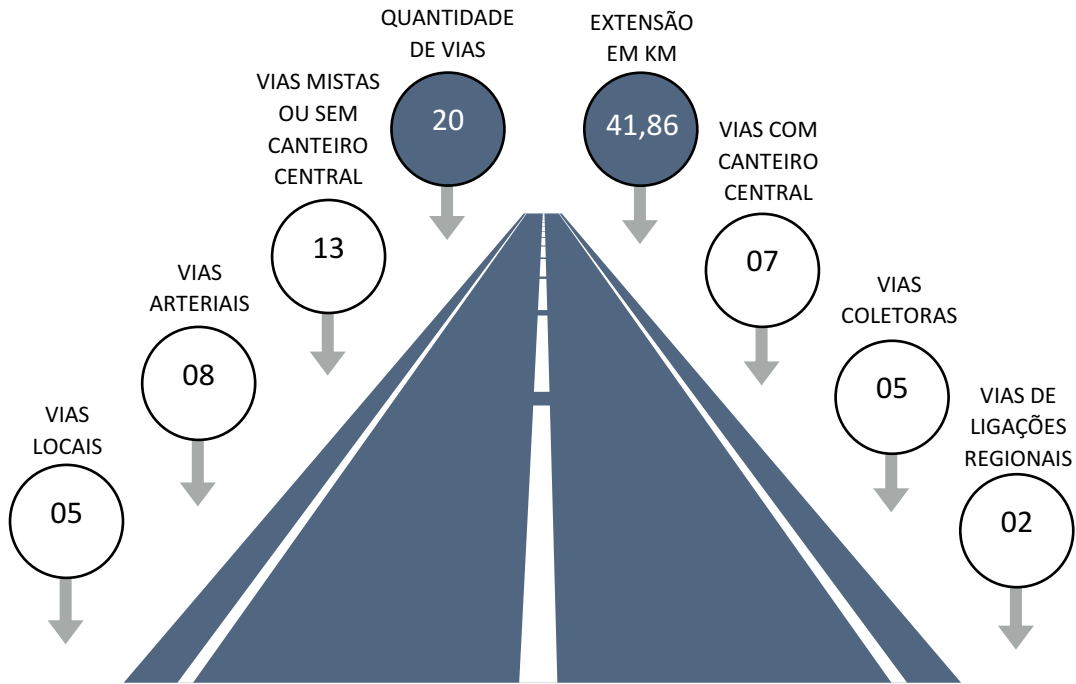 QUANTIDADE
DE VIAS
20
EXTENSÃO
EM KM
41,86
VIAS MISTAS
OU SEM
CANTEIRO
CENTRAL
13
VIAS COM
CANTEIRO
CENTRAL
07
VIAS
ARTERIAIS
08
VIAS
COLETORAS
05
VIAS
LOCAIS
05
VIAS DE
LIGAÇÕES
REGIONAIS
02